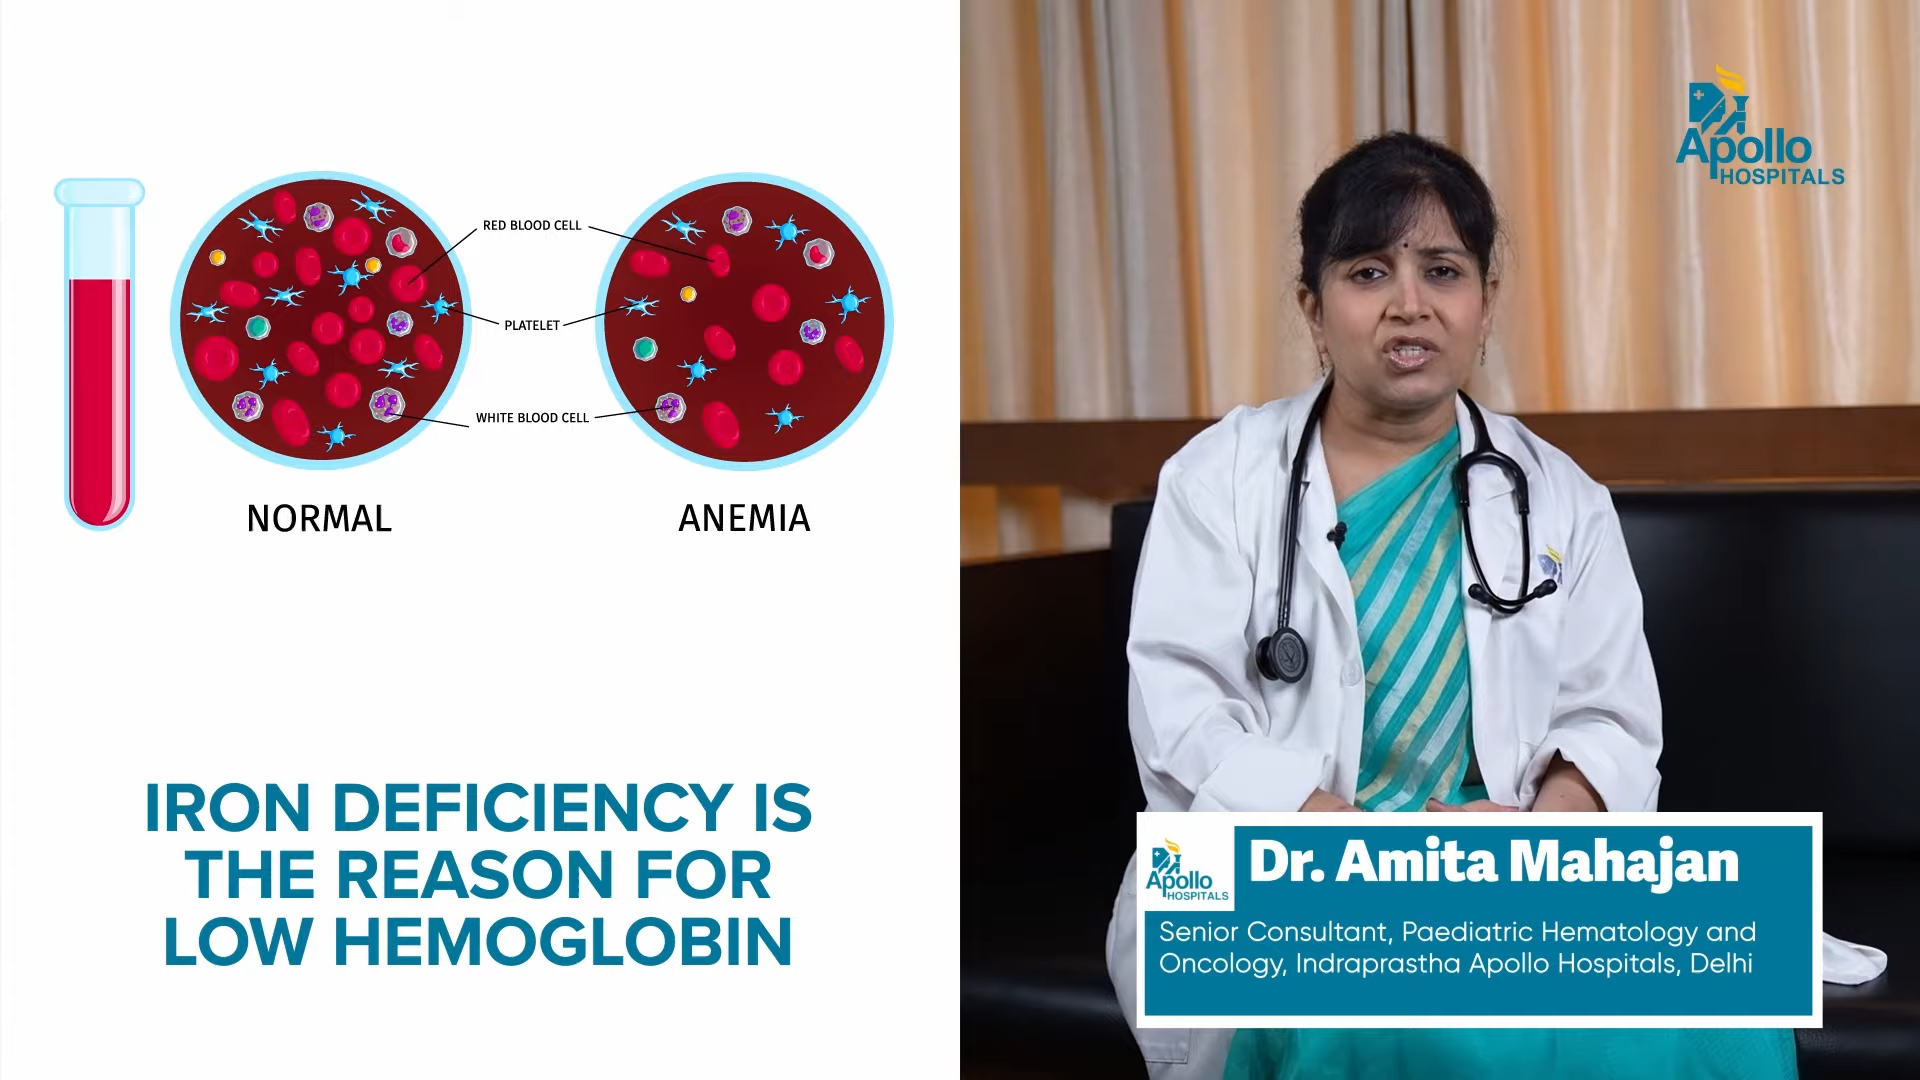 RED BLOOD CELL
PLATELET
WHITE BLOOD CELL
NORMAL
ANEMIA
IRON DEFICIENCY IS
THE REASON FOR
LOW HEMOGLOBIN
Apollo
HOSPITALS
Apollo
HOSPITALS
Dr. Amita Mahajan
Senior Consultant, Paediatric Hematology and
Oncology, Indraprastha Apollo Hospitals, Delhi